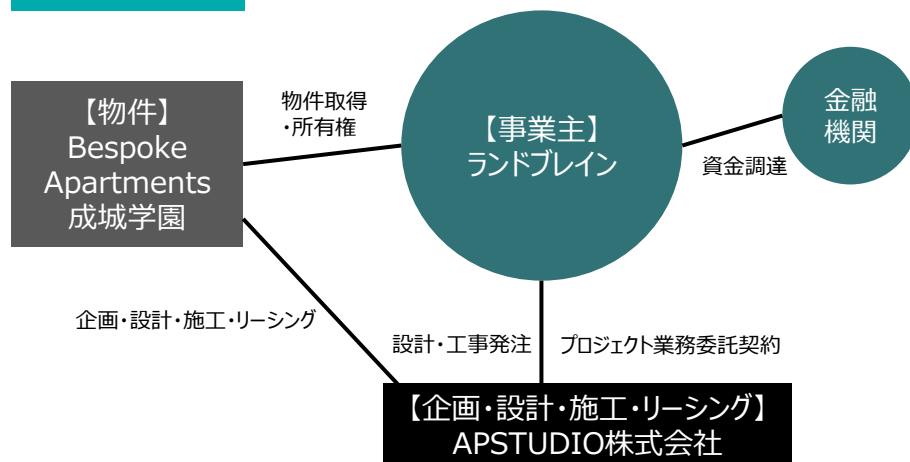 【物件】
Bespoke
Apartments
成城学園
物件取得
・所有権
【事業主】
ランドブレイン
金融
機関
資金調達
企画・設計・施工・リーシング
設計・工事発注
プロジェクト業務委託契約
【企画・設計・施工・リーシング】
APSTUDIO株式会社